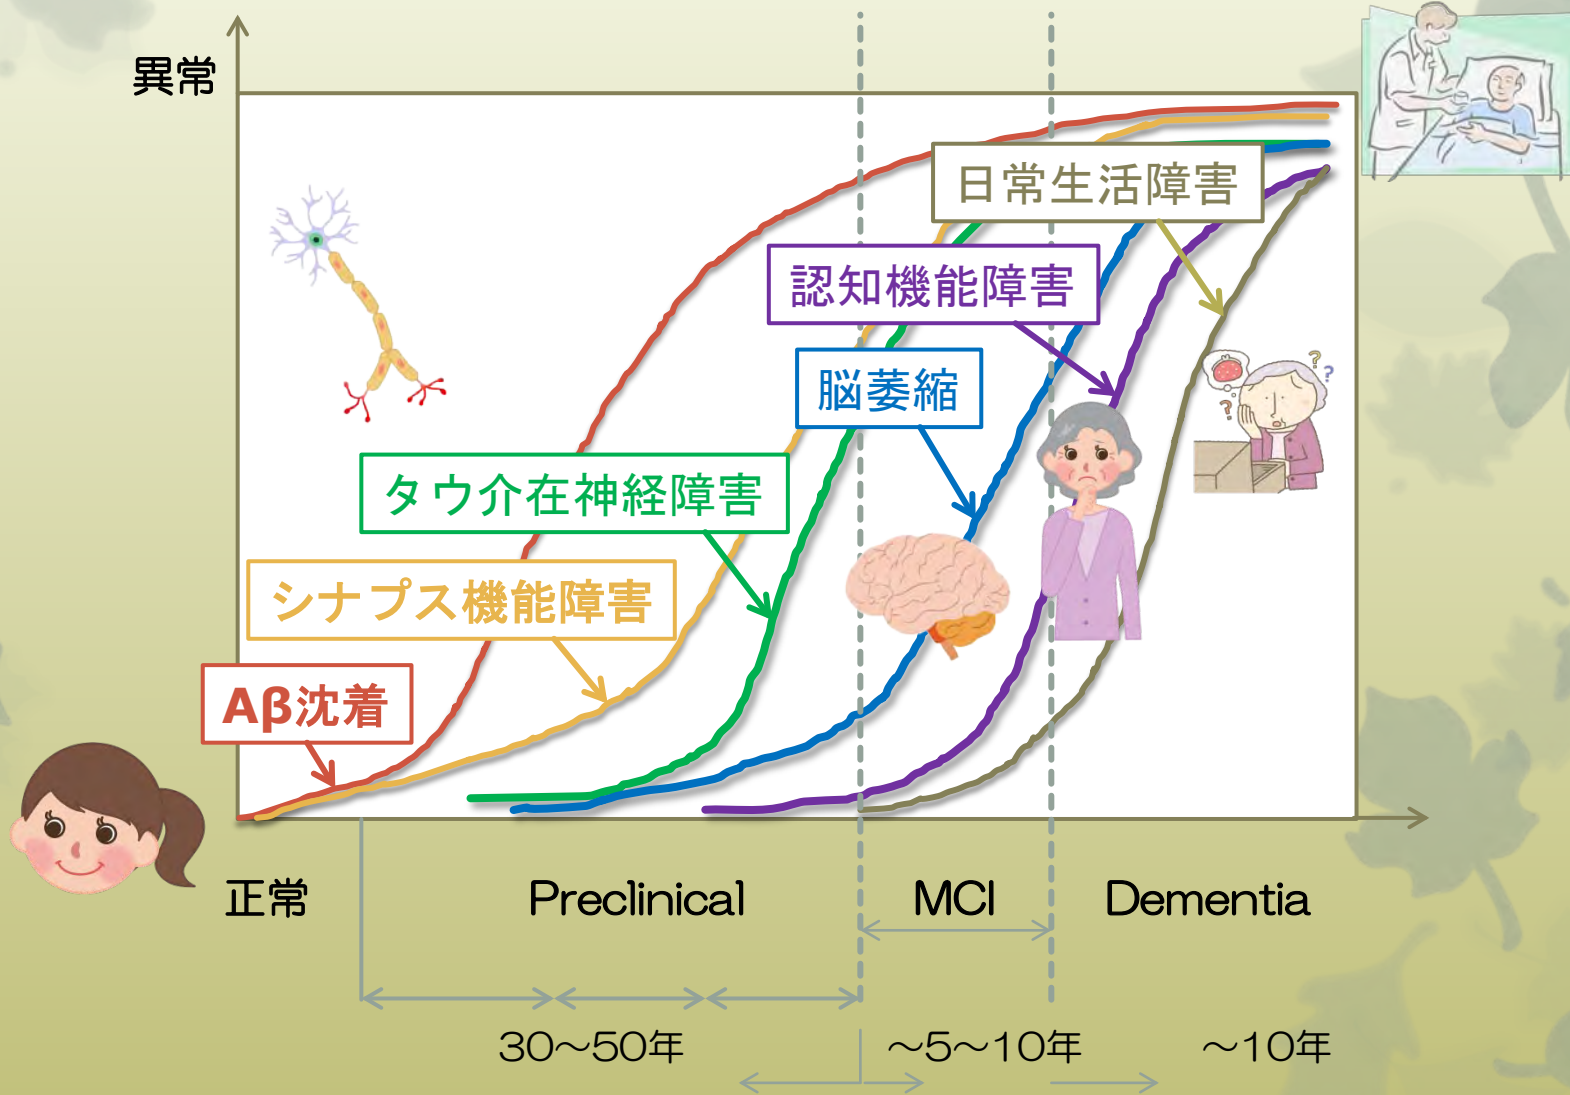 異常
日常生活障害
認知機能障害
脳萎縮
タウ介在神経障害
シナプス機能障害
Aβ沈着
? ? ?
?
正常 Preclinical MCI Dementia
30～50年 ～5～10年 ～10年